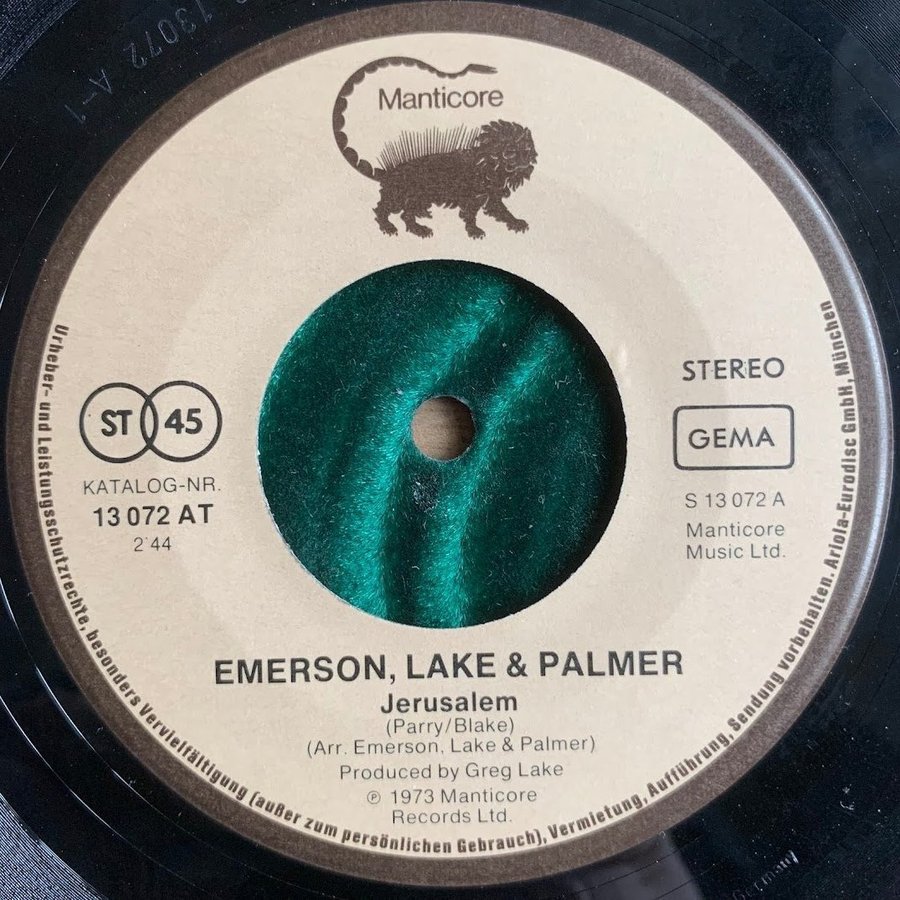 S 13072 A-1
Manticore
ST 45
KATALOG-NR.
13 072 AT
2'44
STEREO
GEMA
S 13 072 A
Manticore
Music Ltd.
EMERSON, LAKE & PALMER
Jerusalem
(Parry/Blake)
(Arr. Emerson, Lake & Palmer)
Produced by Greg Lake
℗ 1973 Manticore
Records Ltd.
Urheber- und Leistungsschutzrechte, besonders Vervielfältigung (außer zum persönlichen Gebrauch), Vermietung, Aufführung, Sendung vorbehalten. Ariola-Eurodisc GmbH, München
Germany